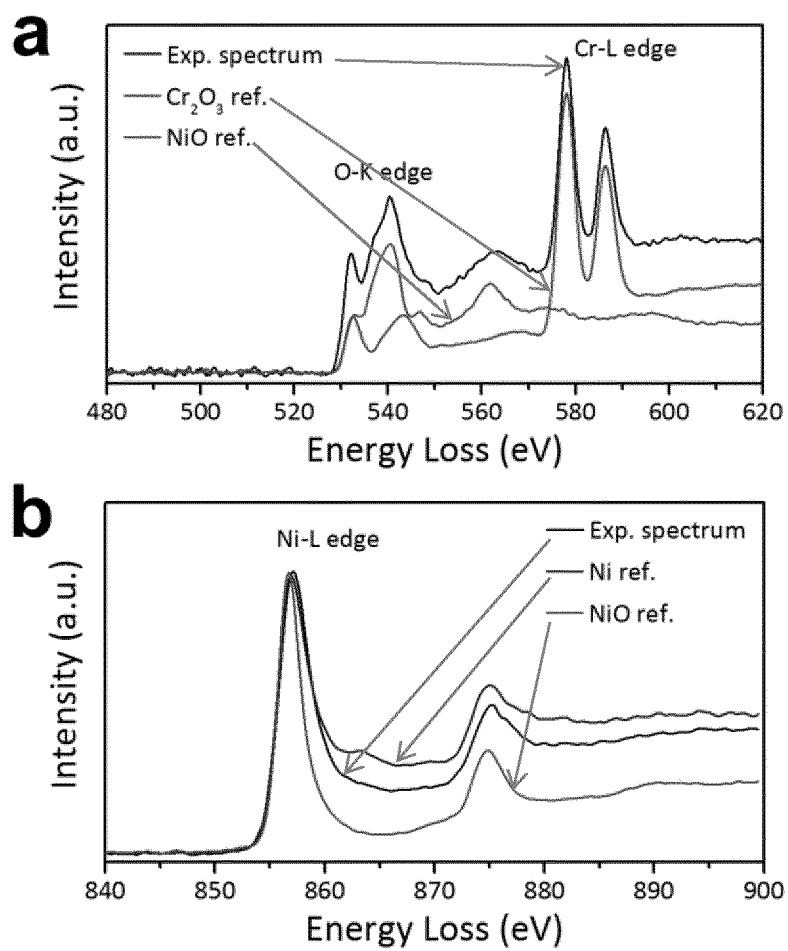 a
Exp. spectrum
Cr-L edge
Cr₂O₃ ref.
NiO ref.
O-K edge
Intensity (a.u.)
480 500 520 540 560 580 600 620
Energy Loss (eV)
b
Ni-L edge
Exp. spectrum
Ni ref.
NiO ref.
Intensity (a.u.)
840 850 860 870 880 890 900
Energy Loss (eV)